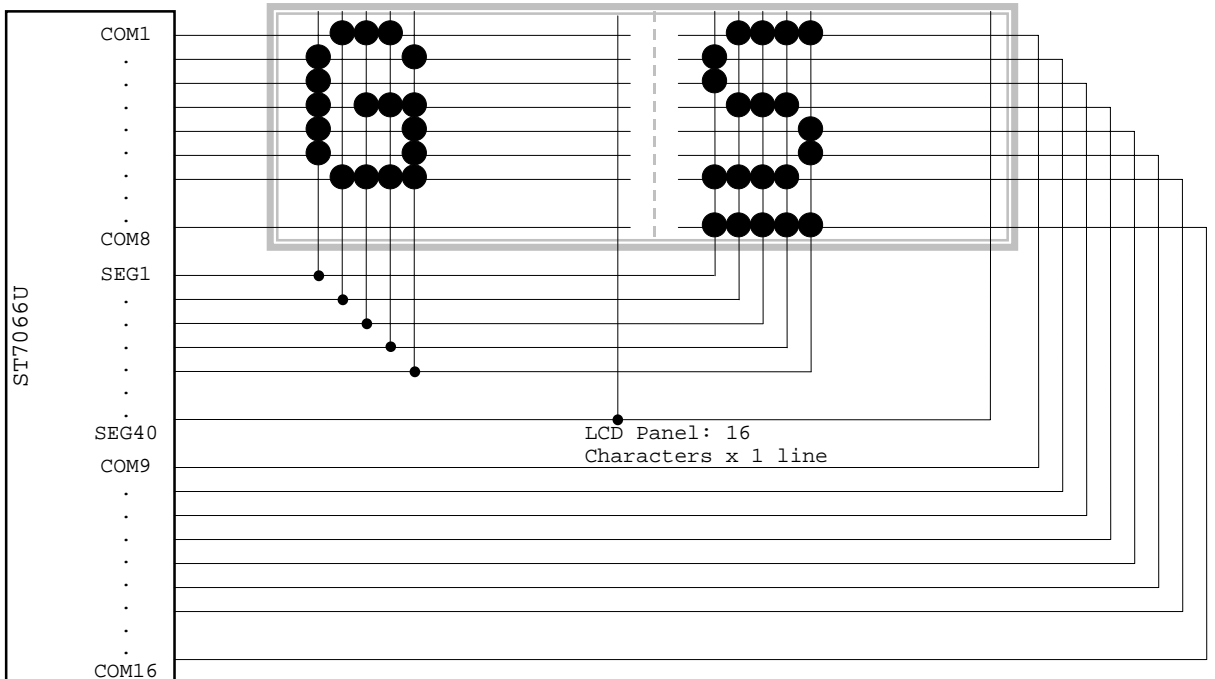 ST7066U
COM1
.
.
.
.
.
.
.
COM8
SEG1
.
.
.
.
.
.
SEG40
COM9
.
.
.
.
.
.
.
.
COM16
G S
LCD Panel: 16
Characters x 1 line